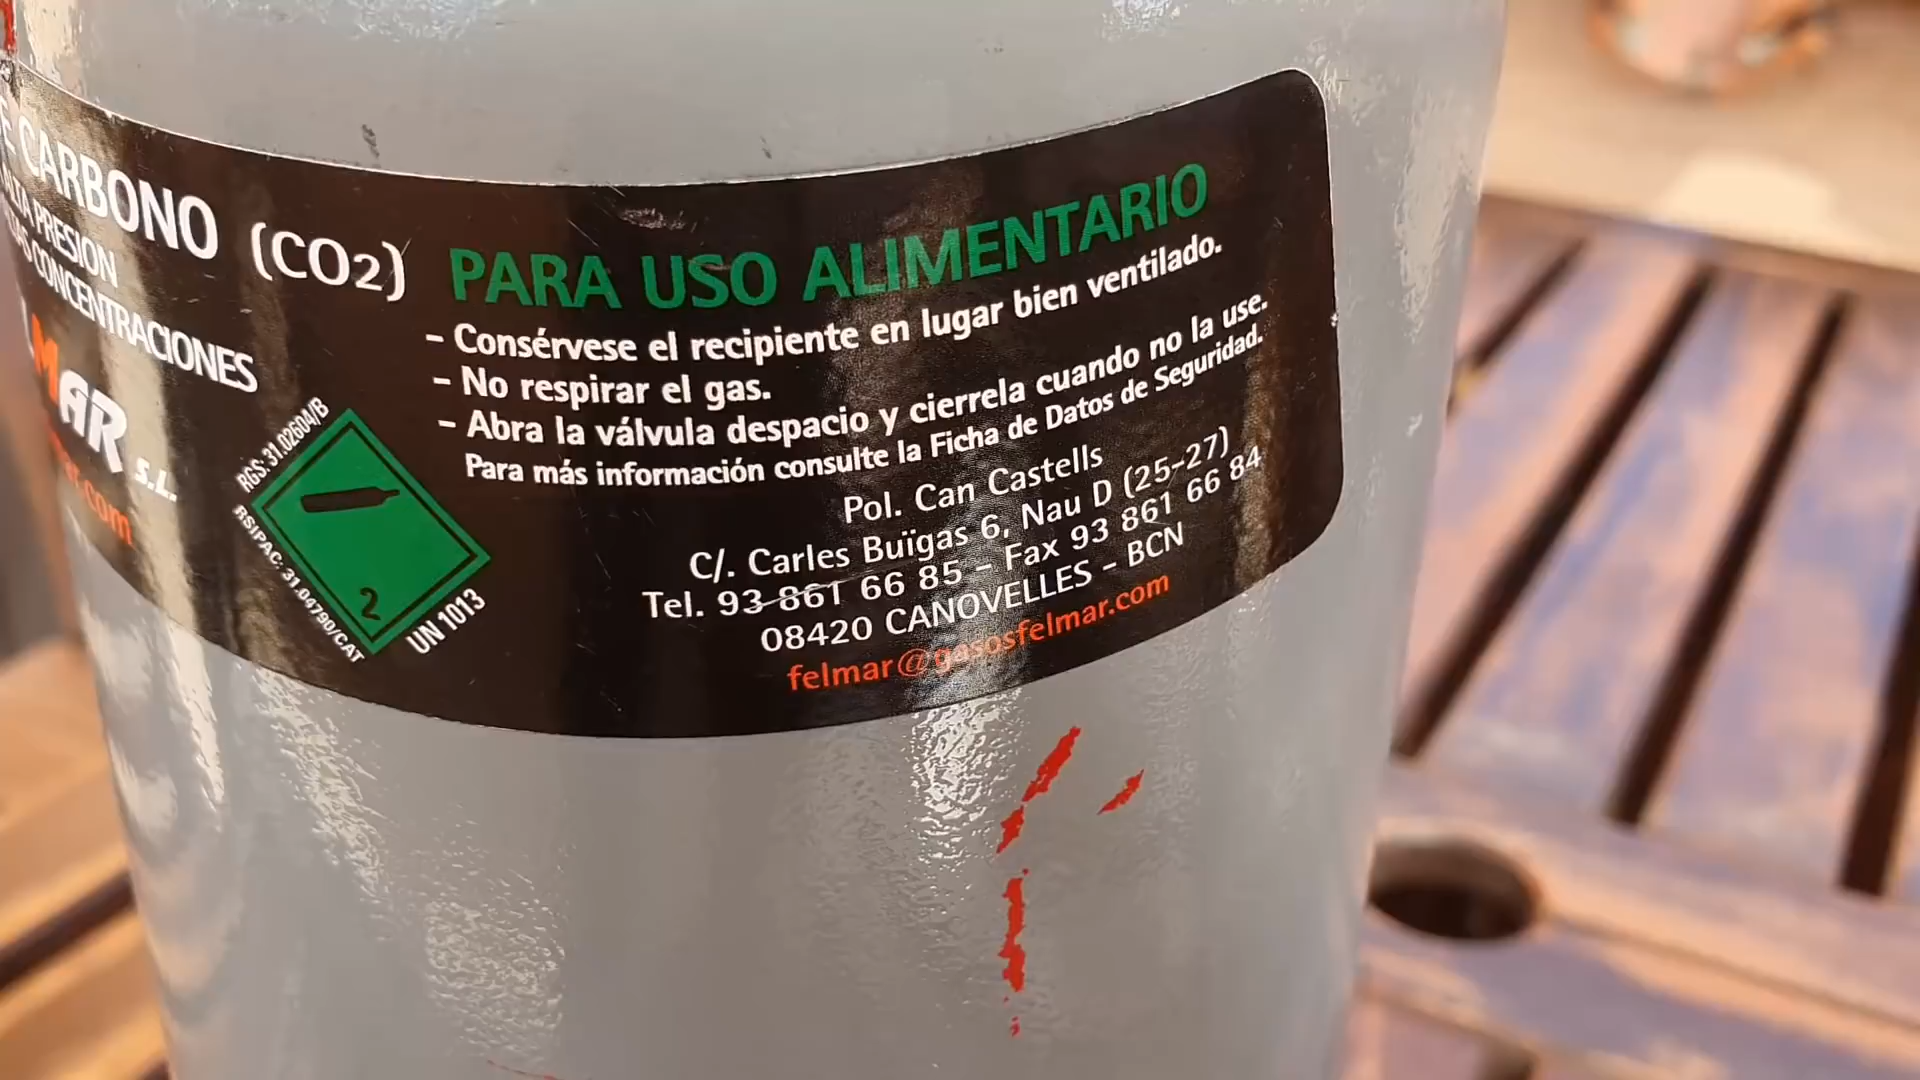 E CARBONO (CO2)
ALTA PRESION
CONCENTRACIONES
MAR S.L.
.com
RGS: 31.02604/B
RSIPAC: 31.04790/CAT
2
UN 1013
PARA USO ALIMENTARIO
- Consérvese el recipiente en lugar bien ventilado.
- No respirar el gas.
- Abra la válvula despacio y cierrela cuando no la use.
Para más información consulte la Ficha de Datos de Seguridad.
Pol. Can Castells
C/. Carles Buïgas 6, Nau D (25-27)
Tel. 93 861 66 85 - Fax 93 861 66 84
08420 CANOVELLES - BCN
felmar@gasosfelmar.com